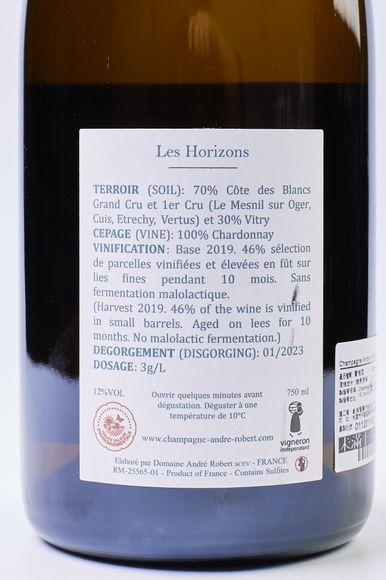 Les Horizons
TERROIR (SOIL): 70% Côte des Blancs
Grand Cru et 1er Cru (Le Mesnil sur Oger,
Cuis, Etrechy, Vertus) et 30% Vitry
CEPAGE (VINE): 100% Chardonnay
VINIFICATION: Base 2019. 46% sélection
de parcelles vinifiées et élevées en fût sur
lies fines pendant 10 mois. Sans
fermentation malolactique.
(Harvest 2019. 46% of the wine is vinified
in small barrels. Aged on lees for 10
months. No malolactic fermentation.)
DEGORGEMENT (DISGORGING): 01/2023
DOSAGE: 3g/L
12%VOL
Ouvrir quelques minutes avant
dégustation. Déguster à une
température de 10°C
750 ml
www.champagne-andre-robert.com
vigneron
indépendant
Elaboré par Domaine André Robert SCEV - FRANCE
RM-25565-01 - Product of France - Contains Sulfites
Champagne Andre